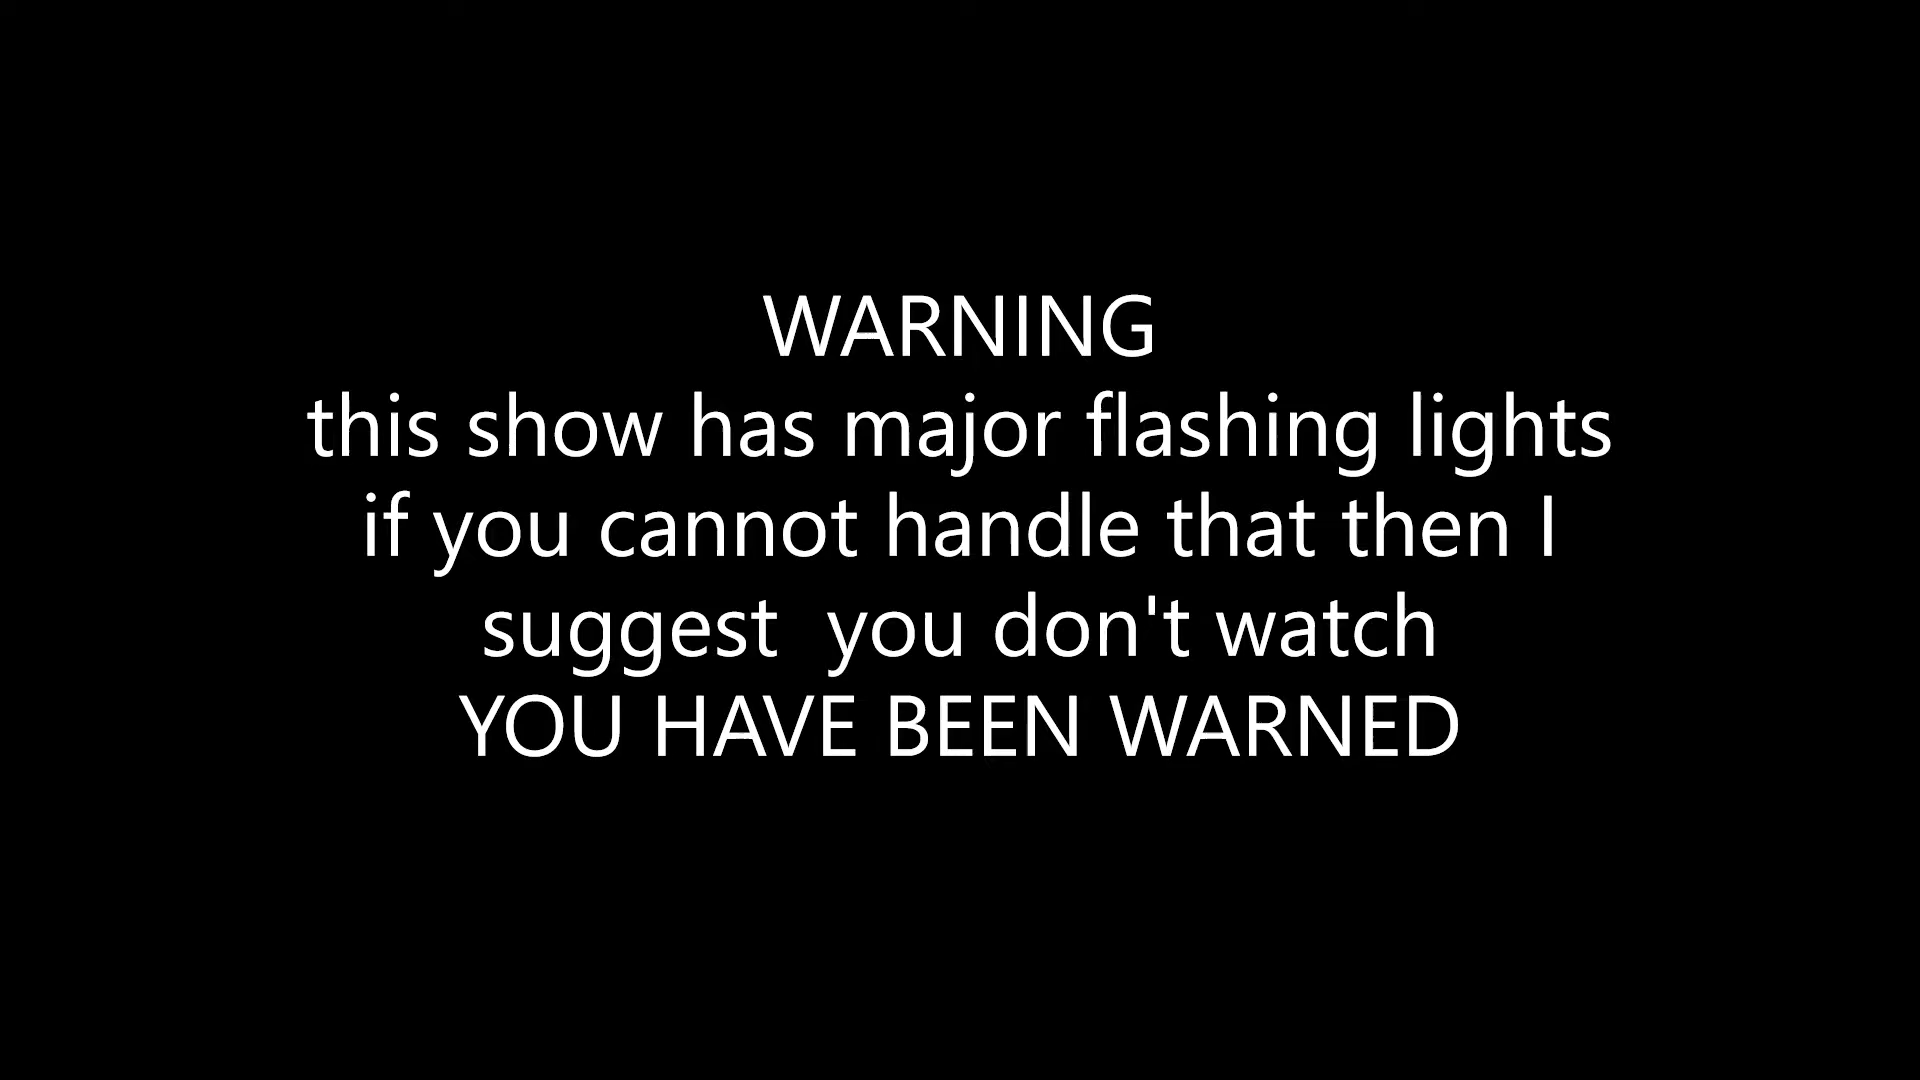 WARNING
this show has major flashing lights
if you cannot handle that then I
suggest  you don't watch
YOU HAVE BEEN WARNED